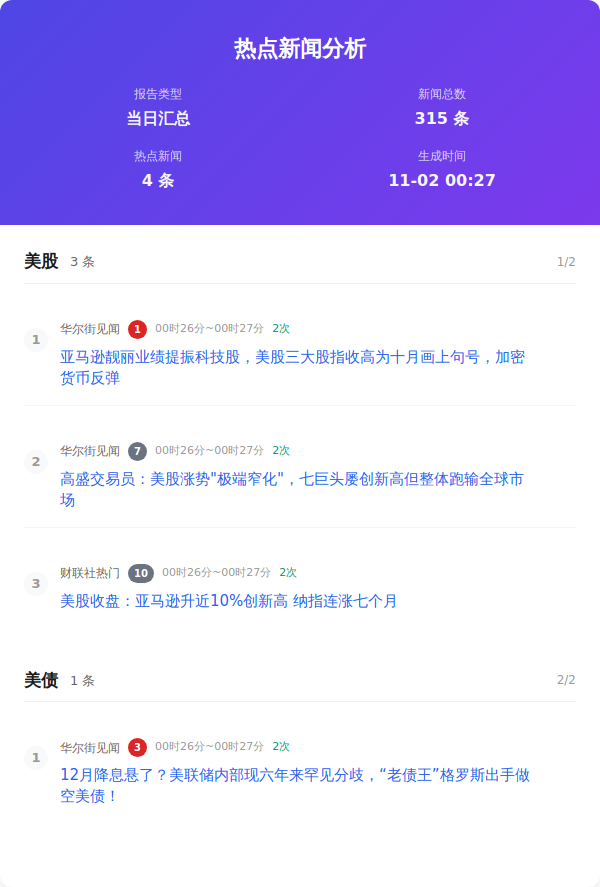 热点新闻分析
报告类型
新闻总数
当日汇总
315 条
热点新闻
生成时间
4 条
11-02 00:27
美股 3 条 1/2
1 华尔街见闻 1 00时26分~00时27分 2次
亚马逊靓丽业绩提振科技股，美股三大股指收高为十月画上句号，加密
货币反弹
2 华尔街见闻 7 00时26分~00时27分 2次
高盛交易员：美股涨势"极端窄化"，七巨头屡创新高但整体跑输全球市
场
3 财联社热门 10 00时26分~00时27分 2次
美股收盘：亚马逊升近10%创新高 纳指连涨七个月
美债 1 条 2/2
1 华尔街见闻 3 00时26分~00时27分 2次
12月降息悬了？美联储内部现六年来罕见分歧，“老债王”格罗斯出手做
空美债！